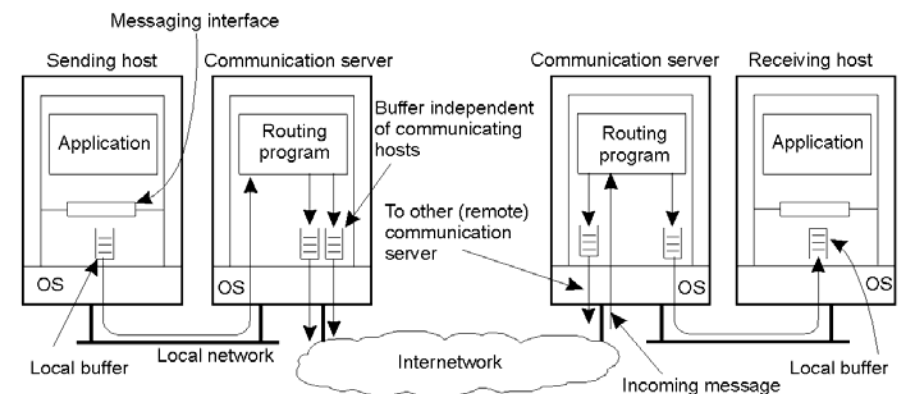 Messaging interface
Sending host
Communication server
Communication server
Receiving host
Buffer independent
of communicating
hosts
Application
Routing
program
Routing
program
Application
To other (remote)
communication
server
OS
OS
OS
OS
Local buffer
Local network
Internetwork
Incoming message
Local buffer